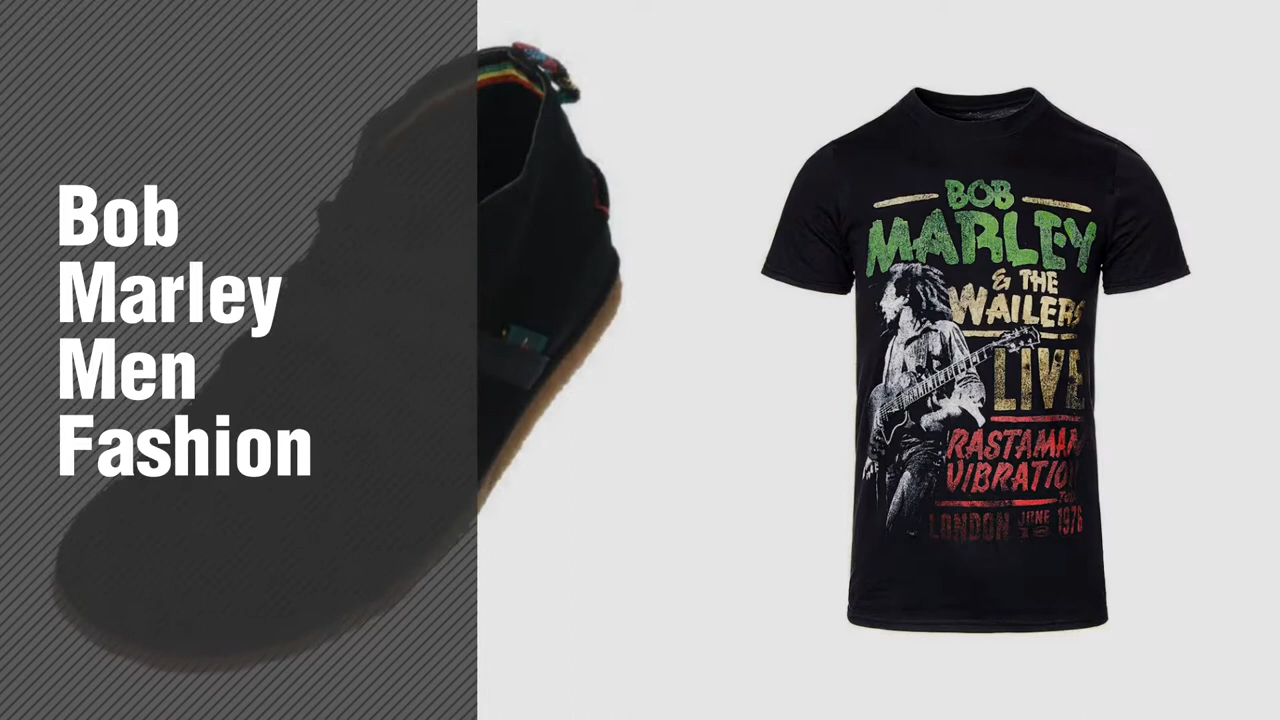 Bob
Marley
Men
Fashion
BOB
MARLEY
& THE
WAILERS
LIVE
RASTAMAN
VIBRATION
TOUR
LONDON JUNE 1976